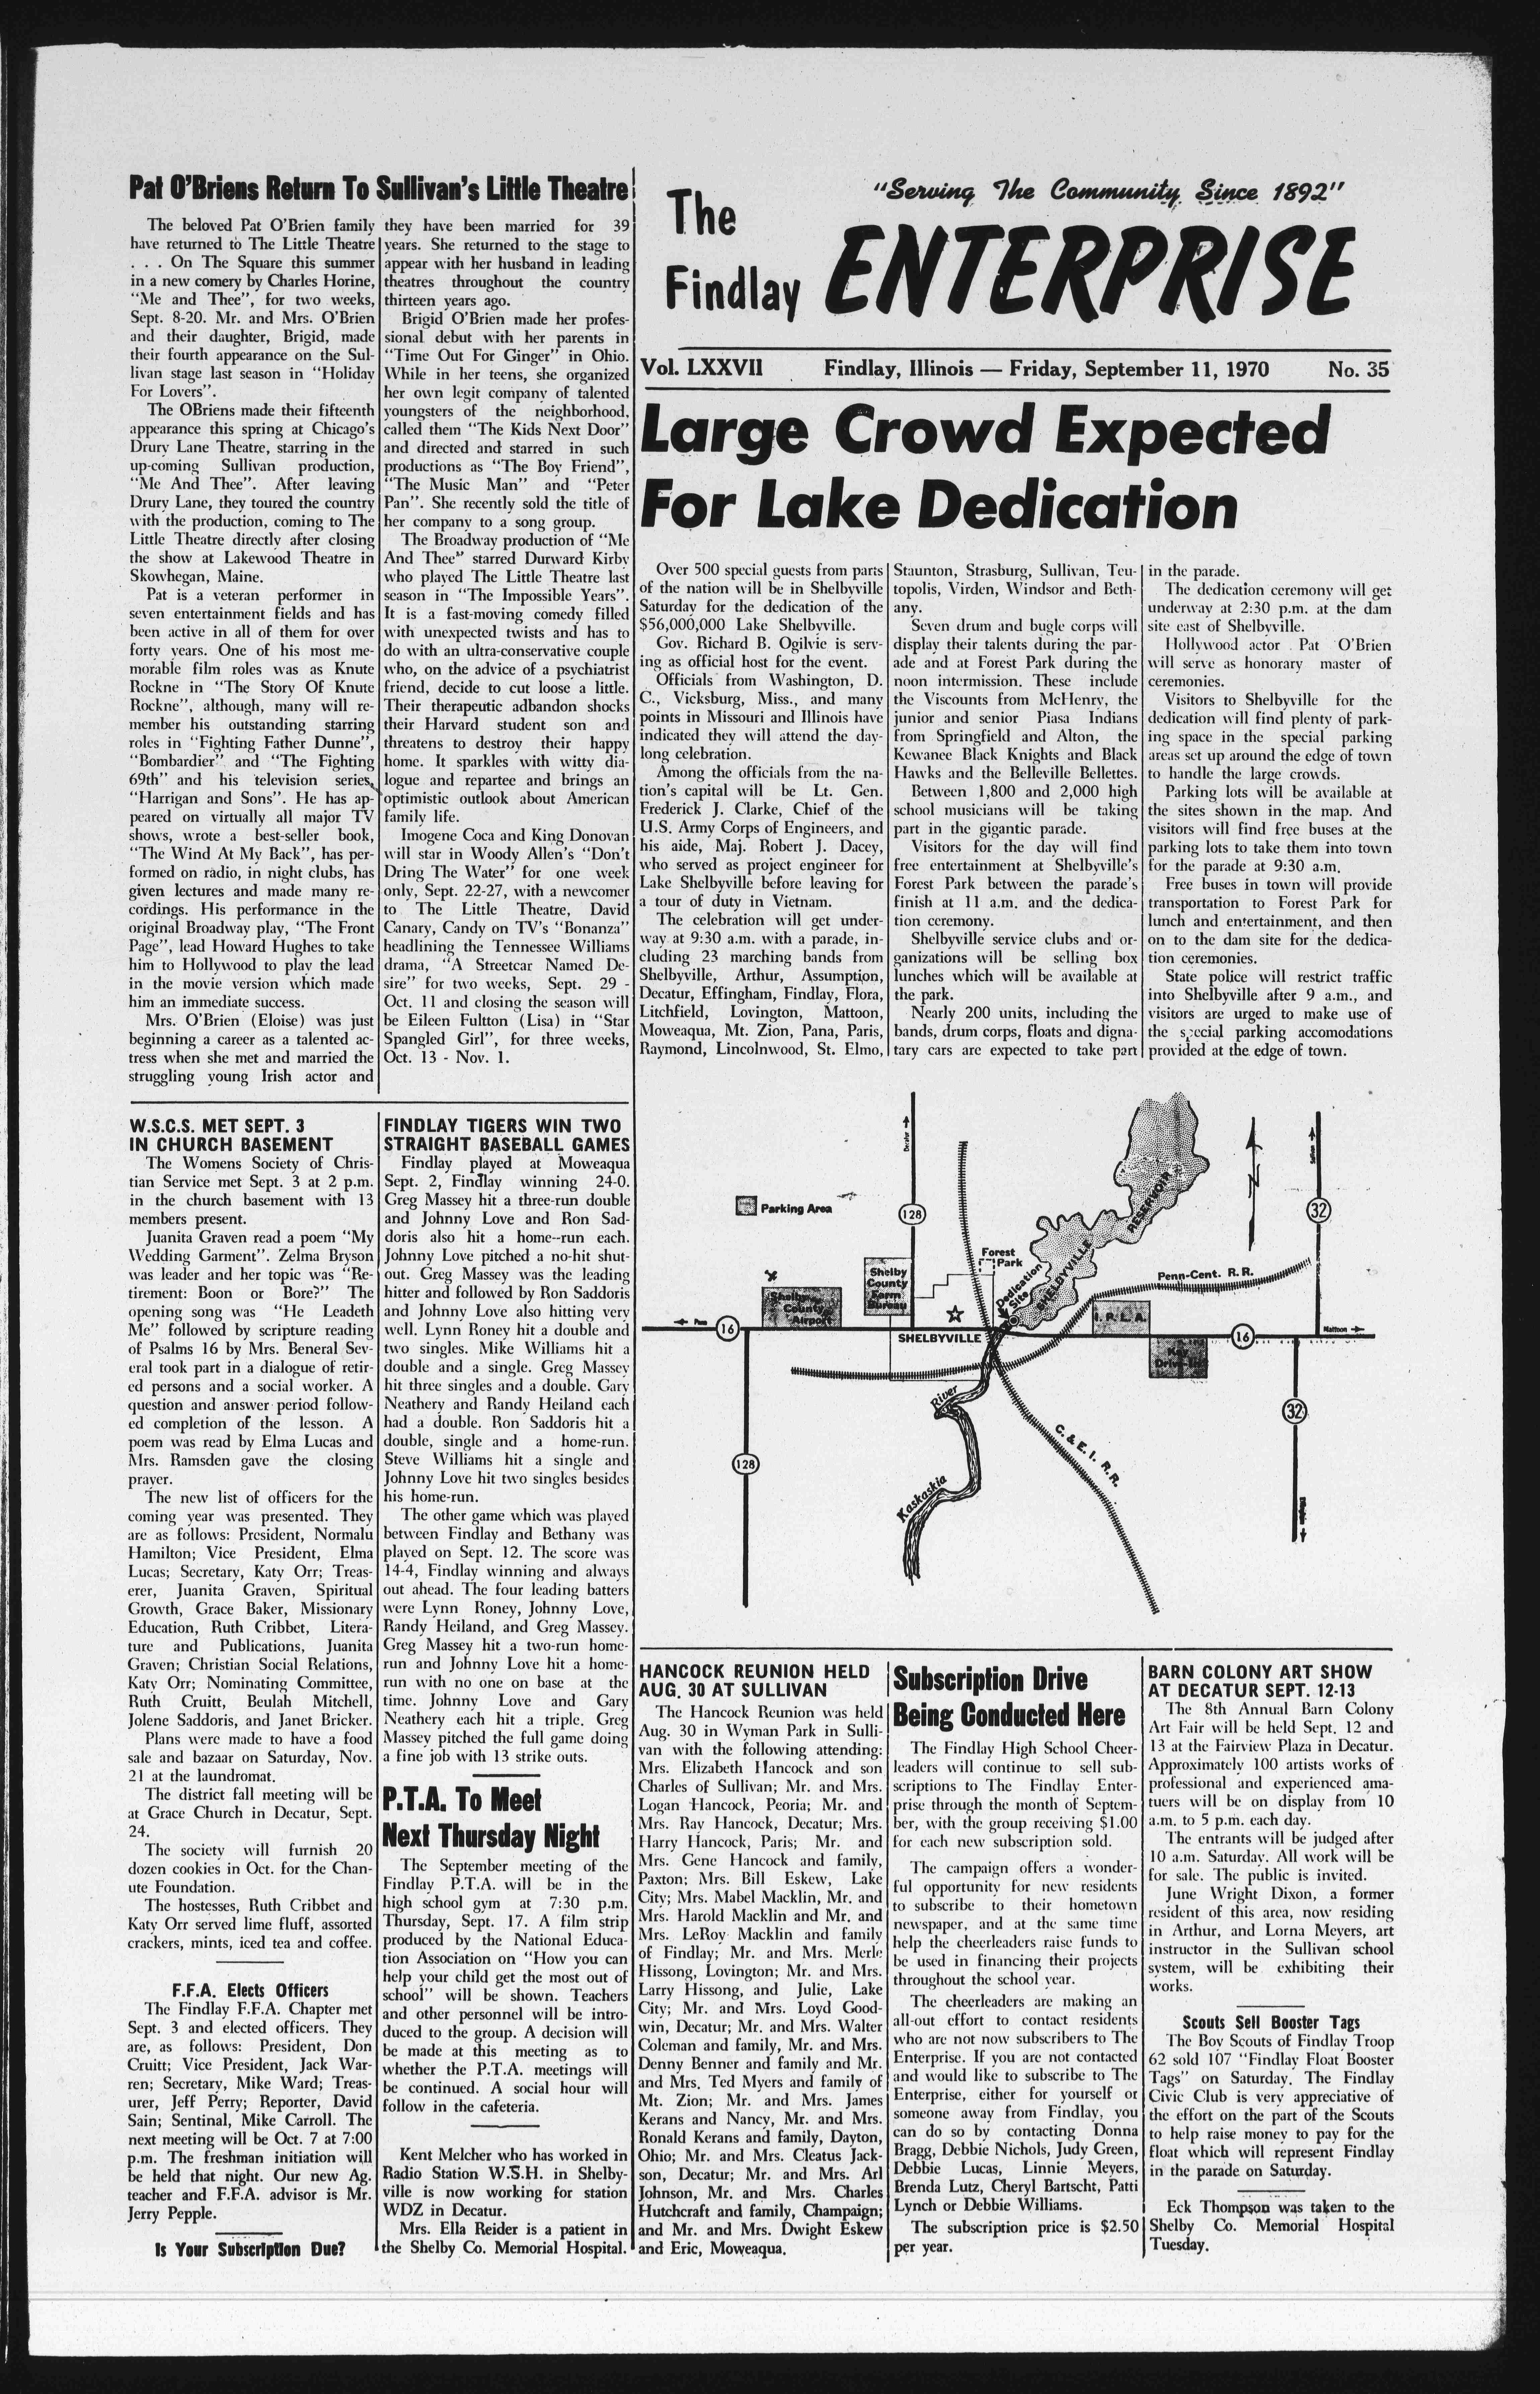 Pat O'Briens Return To Sullivan's Little Theatre
The beloved Pat O'Brien family
have returned to The Little Theatre
. . . On The Square this summer
in a new comery by Charles Horine,
"Me and Thee", for two weeks,
Sept. 8-20. Mr. and Mrs. O'Brien
and their daughter, Brigid, made
their fourth appearance on the Sul-
livan stage last season in "Holiday
For Lovers".
The OBriens made their fifteenth
appearance this spring at Chicago's
Drury Lane Theatre, starring in the
up-coming Sullivan production,
"Me And Thee". After leaving
Drury Lane, they toured the country
with the production, coming to The
Little Theatre directly after closing
the show at Lakewood Theatre in
Skowhegan, Maine.
Pat is a veteran performer in
seven entertainment fields and has
been active in all of them for over
forty years. One of his most me-
morable film roles was as Knute
Rockne in "The Story Of Knute
Rockne", although, many will re-
member his outstanding starring
roles in "Fighting Father Dunne",
"Bombardier" and "The Fighting
69th" and his television series,
"Harrigan and Sons". He has ap-
peared on virtually all major TV
shows, wrote a best-seller book,
"The Wind At My Back", has per-
formed on radio, in night clubs, has
given lectures and made many re-
cordings. His performance in the
original Broadway play, "The Front
Page", lead Howard Hughes to take
him to Hollywood to play the lead
in the movie version which made
him an immediate success.
Mrs. O'Brien (Eloise) was just
beginning a career as a talented ac-
tress when she met and married the
struggling young Irish actor and
they have been married for 39
years. She returned to the stage to
appear with her husband in leading
theatres throughout the country
thirteen years ago.
Brigid O'Brien made her profes-
sional debut with her parents in
"Time Out For Ginger" in Ohio.
While in her teens, she organized
her own legit company of talented
youngsters of the neighborhood,
called them "The Kids Next Door"
and directed and starred in such
productions as "The Boy Friend",
"The Music Man" and "Peter
Pan". She recently sold the title of
her company to a song group.
The Broadway production of "Me
And Thee" starred Durward Kirby
who played The Little Theatre last
season in "The Impossible Years".
It is a fast-moving comedy filled
with unexpected twists and has to
do with an ultra-conservative couple
who, on the advice of a psychiatrist
friend, decide to cut loose a little.
Their therapeutic adbandon shocks
their Harvard student son and
threatens to destroy their happy
home. It sparkles with witty dia-
logue and repartee and brings an
optimistic outlook about American
family life.
Imogene Coca and King Donovan
will star in Woody Allen's "Don't
Dring The Water" for one week
only, Sept. 22-27, with a newcomer
to The Little Theatre, David
Canary, Candy on TV's "Bonanza"
headlining the Tennessee Williams
drama, "A Streetcar Named De-
sire" for two weeks, Sept. 29 -
Oct. 11 and closing the season will
be Eileen Fultton (Lisa) in "Star
Spangled Girl", for three weeks,
Oct. 13 - Nov. 1.
"Serving The Community Since 1892"
The
Findlay ENTERPRISE
Vol. LXXVII Findlay, Illinois — Friday, September 11, 1970 No. 35
Large Crowd Expected
For Lake Dedication
Over 500 special guests from parts
of the nation will be in Shelbyville
Saturday for the dedication of the
$56,000,000 Lake Shelbyville.
Gov. Richard B. Ogilvie is serv-
ing as official host for the event.
Officials from Washington, D.
C., Vicksburg, Miss., and many
points in Missouri and Illinois have
indicated they will attend the day-
long celebration.
Among the officials from the na-
tion's capital will be Lt. Gen.
Frederick J. Clarke, Chief of the
U.S. Army Corps of Engineers, and
his aide, Maj. Robert J. Dacey,
who served as project engineer for
Lake Shelbyville before leaving for
a tour of duty in Vietnam.
The celebration will get under-
way at 9:30 a.m. with a parade, in-
cluding 23 marching bands from
Shelbyville, Arthur, Assumption,
Decatur, Effingham, Findlay, Flora,
Litchfield, Lovington, Mattoon,
Moweaqua, Mt. Zion, Pana, Paris,
Raymond, Lincolnwood, St. Elmo,
Staunton, Strasburg, Sullivan, Teu-
topolis, Virden, Windsor and Beth-
any.
Seven drum and bugle corps will
display their talents during the par-
ade and at Forest Park during the
noon intermission. These include
the Viscounts from McHenry, the
junior and senior Piasa Indians
from Springfield and Alton, the
Kewanee Black Knights and Black
Hawks and the Belleville Bellettes.
Between 1,800 and 2,000 high
school musicians will be taking
part in the gigantic parade.
Visitors for the day will find
free entertainment at Shelbyville's
Forest Park between the parade's
finish at 11 a.m. and the dedica-
tion ceremony.
Shelbyville service clubs and or-
ganizations will be selling box
lunches which will be available at
the park.
Nearly 200 units, including the
bands, drum corps, floats and digna-
tary cars are expected to take part
in the parade.
The dedication ceremony will get
underway at 2:30 p.m. at the dam
site east of Shelbyville.
Hollywood actor Pat O'Brien
will serve as honorary master of
ceremonies.
Visitors to Shelbyville for the
dedication will find plenty of park-
ing space in the special parking
areas set up around the edge of town
to handle the large crowds.
Parking lots will be available at
the sites shown in the map. And
visitors will find free buses at the
parking lots to take them into town
for the parade at 9:30 a.m.
Free buses in town will provide
transportation to Forest Park for
lunch and entertainment, and then
on to the dam site for the dedica-
tion ceremonies.
State police will restrict traffic
into Shelbyville after 9 a.m., and
visitors are urged to make use of
the special parking accomodations
provided at the edge of town.
Decatur
Parking Area
128
RESERVOIR
32
Forest
Park
Shelby
County
Farm
Bureau
Dedication
Site
SHELBYVILLE
Penn-Cent. R. R.
Shelby
County
Airport
I. R. L. A.
16
SHELBYVILLE
16
Mattoon
River
32
C. & E. I. R. R.
128
Kaskaskia
W.S.C.S. MET SEPT. 3
IN CHURCH BASEMENT
The Womens Society of Chris-
tian Service met Sept. 3 at 2 p.m.
in the church basement with 13
members present.
Juanita Graven read a poem "My
Wedding Garment". Zelma Bryson
was leader and her topic was "Re-
tirement: Boon or Bore?" The
opening song was "He Leadeth
Me" followed by scripture reading
of Psalms 16 by Mrs. Beneral Sev-
eral took part in a dialogue of retir-
ed persons and a social worker. A
question and answer period follow-
ed completion of the lesson. A
poem was read by Elma Lucas and
Mrs. Ramsden gave the closing
prayer.
The new list of officers for the
coming year was presented. They
are as follows: President, Normalu
Hamilton; Vice President, Elma
Lucas; Secretary, Katy Orr; Treas-
erer, Juanita Graven, Spiritual
Growth, Grace Baker, Missionary
Education, Ruth Cribbet, Litera-
ture and Publications, Juanita
Graven; Christian Social Relations,
Katy Orr; Nominating Committee,
Ruth Cruitt, Beulah Mitchell,
Jolene Saddoris, and Janet Bricker.
Plans were made to have a food
sale and bazaar on Saturday, Nov.
21 at the laundromat.
The district fall meeting will be
at Grace Church in Decatur, Sept.
24.
The society will furnish 20
dozen cookies in Oct. for the Chan-
ute Foundation.
The hostesses, Ruth Cribbet and
Katy Orr served lime fluff, assorted
crackers, mints, iced tea and coffee.
F.F.A. Elects Officers
The Findlay F.F.A. Chapter met
Sept. 3 and elected officers. They
are, as follows: President, Don
Cruitt; Vice President, Jack War-
ren; Secretary, Mike Ward; Treas-
urer, Jeff Perry; Reporter, David
Sain; Sentinal, Mike Carroll. The
next meeting will be Oct. 7 at 7:00
p.m. The freshman initiation will
be held that night. Our new Ag.
teacher and F.F.A. advisor is Mr.
Jerry Pepple.
Is Your Subscription Due?
FINDLAY TIGERS WIN TWO
STRAIGHT BASEBALL GAMES
Findlay played at Moweaqua
Sept. 2, Findlay winning 24-0.
Greg Massey hit a three-run double
and Johnny Love and Ron Sad-
doris also hit a home--run each.
Johnny Love pitched a no-hit shut-
out. Greg Massey was the leading
hitter and followed by Ron Saddoris
and Johnny Love also hitting very
well. Lynn Roney hit a double and
two singles. Mike Williams hit a
double and a single. Greg Massey
hit three singles and a double. Gary
Neathery and Randy Heiland each
had a double. Ron Saddoris hit a
double, single and a home-run.
Steve Williams hit a single and
Johnny Love hit two singles besides
his home-run.
The other game which was played
between Findlay and Bethany was
played on Sept. 12. The score was
14-4, Findlay winning and always
out ahead. The four leading batters
were Lynn Roney, Johnny Love,
Randy Heiland, and Greg Massey.
Greg Massey hit a two-run home-
run and Johnny Love hit a home-
run with no one on base at the
time. Johnny Love and Gary
Neathery each hit a triple. Greg
Massey pitched the full game doing
a fine job with 13 strike outs.
P.T.A. To Meet
Next Thursday Night
The September meeting of the
Findlay P.T.A. will be in the
high school gym at 7:30 p.m.
Thursday, Sept. 17. A film strip
produced by the National Educa-
tion Association on "How you can
help your child get the most out of
school" will be shown. Teachers
and other personnel will be intro-
duced to the group. A decision will
be made at this meeting as to
whether the P.T.A. meetings will
be continued. A social hour will
follow in the cafeteria.
Kent Melcher who has worked in
Radio Station W.S.H. in Shelby-
ville is now working for station
WDZ in Decatur.
Mrs. Ella Reider is a patient in
the Shelby Co. Memorial Hospital.
HANCOCK REUNION HELD
AUG. 30 AT SULLIVAN
The Hancock Reunion was held
Aug. 30 in Wyman Park in Sulli-
van with the following attending:
Mrs. Elizabeth Hancock and son
Charles of Sullivan; Mr. and Mrs.
Logan Hancock, Peoria; Mr. and
Mrs. Ray Hancock, Decatur; Mrs.
Harry Hancock, Paris; Mr. and
Mrs. Gene Hancock and family,
Paxton; Mrs. Bill Eskew, Lake
City; Mrs. Mabel Macklin, Mr. and
Mrs. Harold Macklin and Mr. and
Mrs. LeRoy Macklin and family
of Findlay; Mr. and Mrs. Merle
Hissong, Lovington; Mr. and Mrs.
Larry Hissong, and Julie, Lake
City; Mr. and Mrs. Loyd Good-
win, Decatur; Mr. and Mrs. Walter
Coleman and family, Mr. and Mrs.
Denny Benner and family and Mr.
and Mrs. Ted Myers and family of
Mt. Zion; Mr. and Mrs. James
Kerans and Nancy, Mr. and Mrs.
Ronald Kerans and family, Dayton,
Ohio; Mr. and Mrs. Cleatus Jack-
son, Decatur; Mr. and Mrs. Arl
Johnson, Mr. and Mrs. Charles
Hutchcraft and family, Champaign;
and Mr. and Mrs. Dwight Eskew
and Eric, Moweaqua.
Subscription Drive
Being Conducted Here
The Findlay High School Cheer-
leaders will continue to sell sub-
scriptions to The Findlay Enter-
prise through the month of Septem-
ber, with the group receiving $1.00
for each new subscription sold.
The campaign offers a wonder-
ful opportunity for new residents
to subscribe to their hometown
newspaper, and at the same time
help the cheerleaders raise funds to
be used in financing their projects
throughout the school year.
The cheerleaders are making an
all-out effort to contact residents
who are not now subscribers to The
Enterprise. If you are not contacted
and would like to subscribe to The
Enterprise, either for yourself or
someone away from Findlay, you
can do so by contacting Donna
Bragg, Debbie Nichols, Judy Green,
Debbie Lucas, Linnie Meyers,
Brenda Lutz, Cheryl Bartscht, Patti
Lynch or Debbie Williams.
The subscription price is $2.50
per year.
BARN COLONY ART SHOW
AT DECATUR SEPT. 12-13
The 8th Annual Barn Colony
Art Fair will be held Sept. 12 and
13 at the Fairview Plaza in Decatur.
Approximately 100 artists works of
professional and experienced ama-
tuers will be on display from 10
a.m. to 5 p.m. each day.
The entrants will be judged after
10 a.m. Saturday. All work will be
for sale. The public is invited.
June Wright Dixon, a former
resident of this area, now residing
in Arthur, and Lorna Meyers, art
instructor in the Sullivan school
system, will be exhibiting their
works.
Scouts Sell Booster Tags
The Boy Scouts of Findlay Troop
62 sold 107 "Findlay Float Booster
Tags" on Saturday. The Findlay
Civic Club is very appreciative of
the effort on the part of the Scouts
to help raise money to pay for the
float which will represent Findlay
in the parade on Saturday.
Eck Thompson was taken to the
Shelby Co. Memorial Hospital
Tuesday.